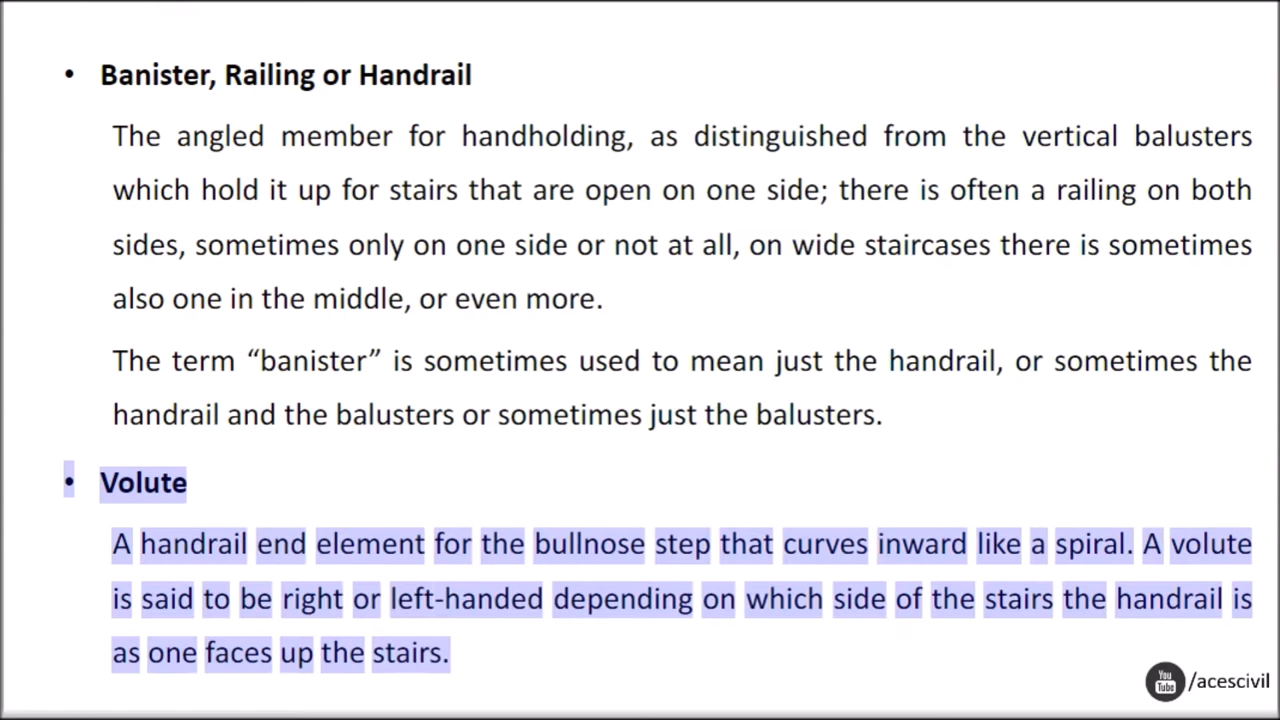 • Banister, Railing or Handrail
The angled member for handholding, as distinguished from the vertical balusters
which hold it up for stairs that are open on one side; there is often a railing on both
sides, sometimes only on one side or not at all, on wide staircases there is sometimes
also one in the middle, or even more.
The term “banister” is sometimes used to mean just the handrail, or sometimes the
handrail and the balusters or sometimes just the balusters.
• Volute
A handrail end element for the bullnose step that curves inward like a spiral. A volute
is said to be right or left-handed depending on which side of the stairs the handrail is
as one faces up the stairs.
You
Tube
/acescivil